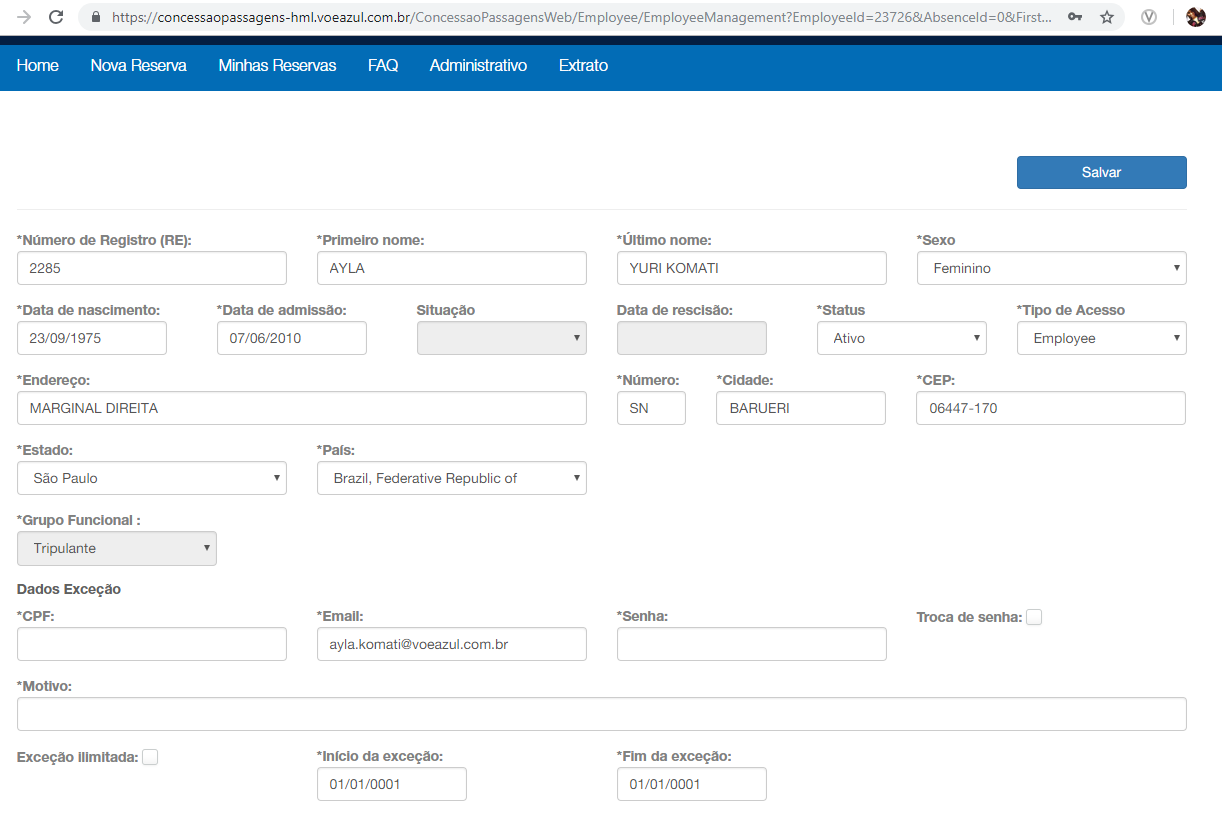 https://concessaopassagens-hml.voeazul.com.br/ConcessaoPassagensWeb/Employee/EmployeeManagement?EmployeeId=23726&AbsenceId=0&First...
Home Nova Reserva Minhas Reservas FAQ Administrativo Extrato
Salvar
*Número de Registro (RE): *Primeiro nome: *Último nome: *Sexo
2285 AYLA YURI KOMATI Feminino
*Data de nascimento: *Data de admissão: Situação Data de rescisão: *Status *Tipo de Acesso
23/09/1975 07/06/2010 Ativo Employee
*Endereço: *Número: *Cidade: *CEP:
MARGINAL DIREITA SN BARUERI 06447-170
*Estado: *País:
São Paulo Brazil, Federative Republic of
*Grupo Funcional :
Tripulante
Dados Exceção
*CPF: *Email: *Senha: Troca de senha:
ayla.komati@voeazul.com.br
*Motivo:
Exceção ilimitada: *Início da exceção: *Fim da exceção:
01/01/0001 01/01/0001